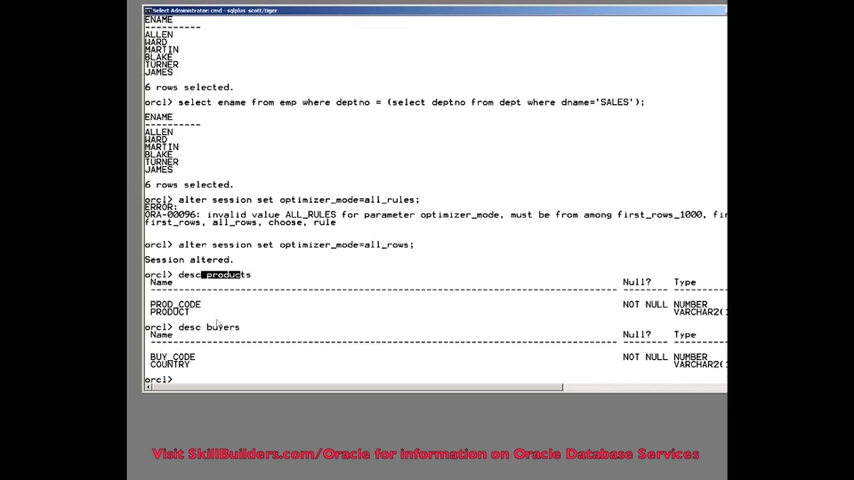 Select Administrator: cmd - sqlplus scott/tiger
ENAME
----------
ALLEN
WARD
MARTIN
BLAKE
TURNER
JAMES
6 rows selected.
orcl> select ename from emp where deptno = (select deptno from dept where dname='SALES');
ENAME
----------
ALLEN
WARD
MARTIN
BLAKE
TURNER
JAMES
6 rows selected.
orcl> alter session set optimizer_mode=all_rules;
ERROR:
ORA-00096: invalid value ALL_RULES for parameter optimizer_mode, must be from among first_rows_1000, fir
first_rows, all_rows, choose, rule
orcl> alter session set optimizer_mode=all_rows;
Session altered.
orcl> desc products
Name Null? Type
PROD_CODE NOT NULL NUMBER
PRODUCT VARCHAR2(
orcl> desc buyers
Name Null? Type
BUY_CODE NOT NULL NUMBER
COUNTRY VARCHAR2(
orcl>
Visit SkillBuilders.com/Oracle for information on Oracle Database Services